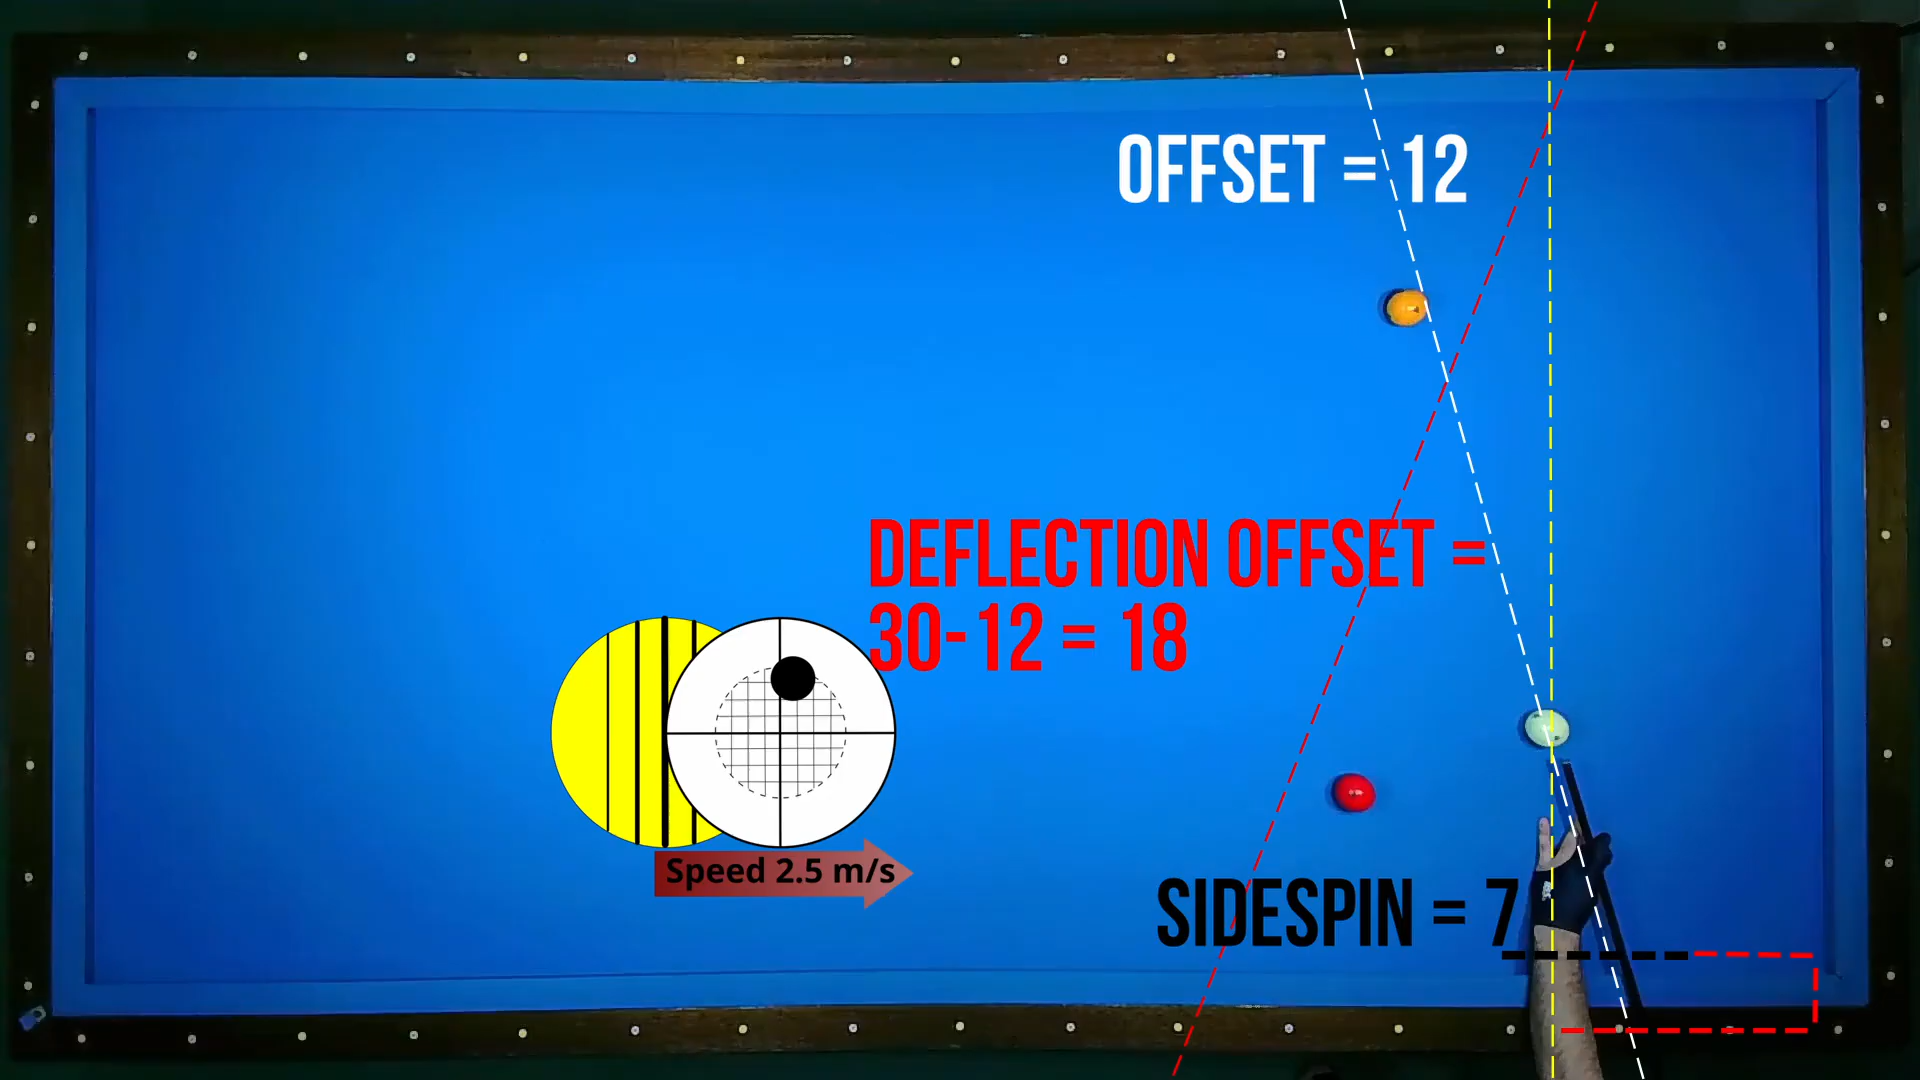 OFFSET = 12
DEFLECTION OFFSET =
30-12 = 18
Speed 2.5 m/s
SIDESPIN = 7